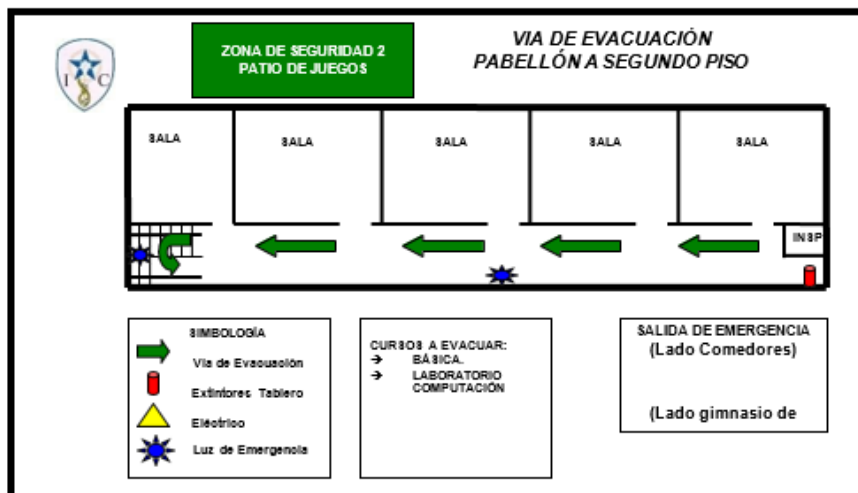 ZONA DE SEGURIDAD 2
PATIO DE JUEGOS
VIA DE EVACUACIÓN
PABELLÓN A SEGUNDO PISO
I C
SALA
SALA
SALA
SALA
SALA
INSP
SIMBOLOGÍA
Via de Evacuación
Extintores Tablero
Eléctrico
Luz de Emergencia
CURSOS A EVACUAR:
→ BÁSICA.
→ LABORATORIO
COMPUTACIÓN
SALIDA DE EMERGENCIA
(Lado Comedores)
(Lado gimnasio de